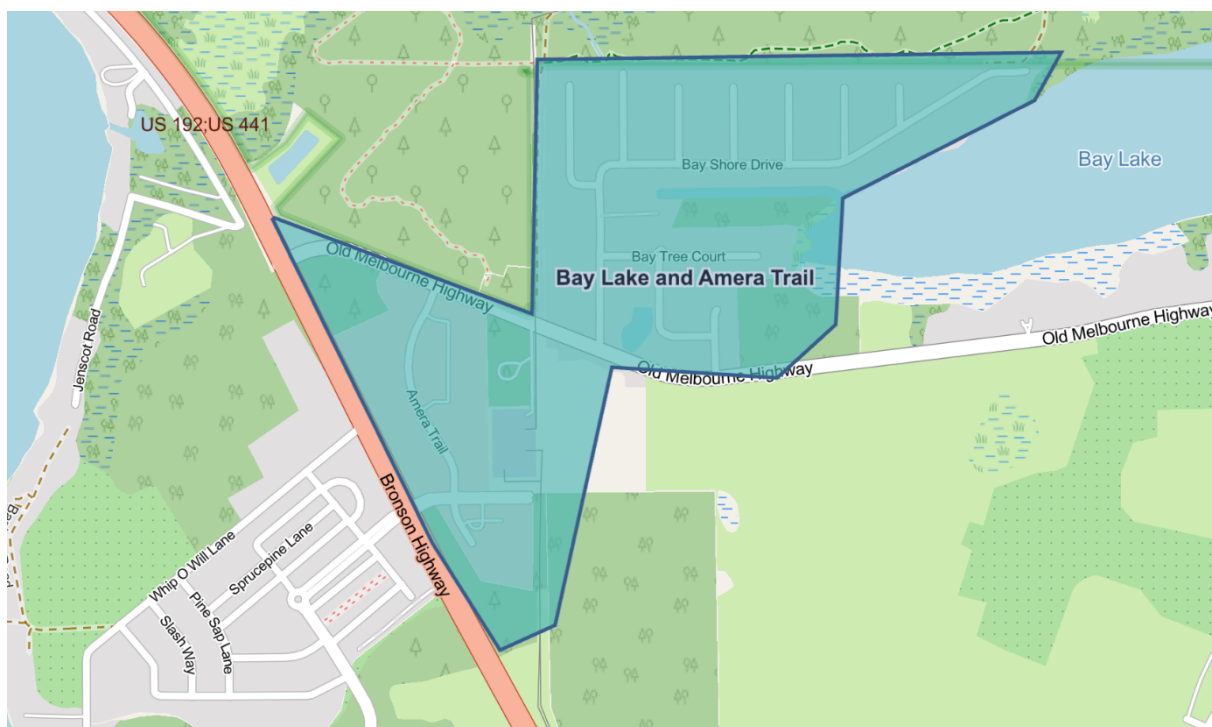 US 192;US 441
Bay Lake
Bay Shore Drive
Bay Tree Court
Old Melbourne Highway
Bay Lake and Amera Trail
Old Melbourne Highway
Old Melbourne Highway
Jenscot Road
Amera Trail
Bronson Highway
Whip O Will Lane
Sprucepine Lane
Pine Sap Lane
Slash Way